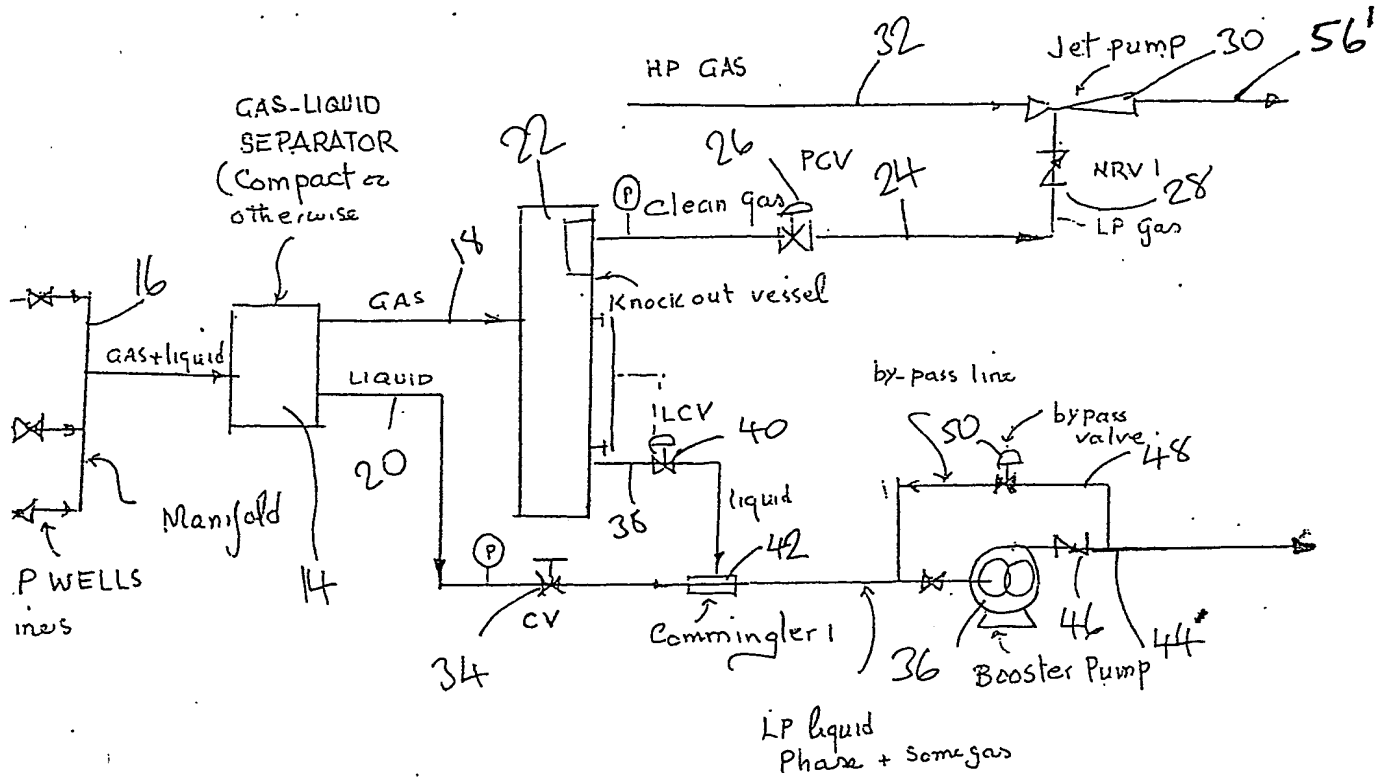 HP GAS
32
Jet pump
30
56'
GAS-LIQUID
SEPARATOR
(Compact or
otherwise
22
26
PCV
24
NRV 1
28
P
Clean gas
LP gas
16
18
GAS
Knock out vessel
GAS+liquid
LIQUID
20
LCV
40
by-pass line
50
bypass
valve
48
Manifold
38
liquid
P WELLS
ines
14
P
CV
34
42
Commingler 1
36
Booster Pump
46
44*
LP liquid
Phase + some gas